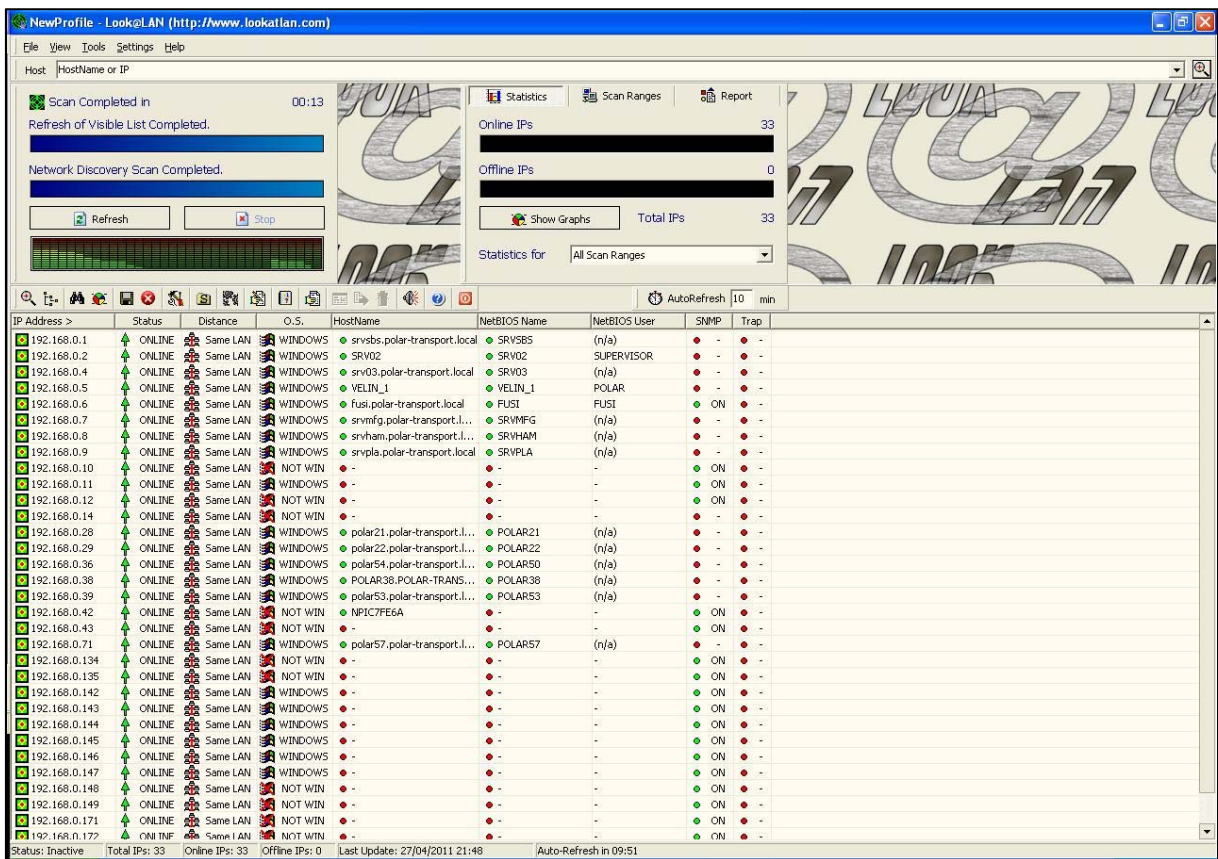 NewProfile - Look@LAN (http://www.lookatlan.com)
File View Tools Settings Help
Host HostName or IP
Scan Completed in 00:13
Refresh of Visible List Completed.
Network Discovery Scan Completed.
Refresh Stop
Statistics Scan Ranges Report
Online IPs 33
Offline IPs 0
Show Graphs Total IPs 33
Statistics for All Scan Ranges
AutoRefresh 10 min
IP Address > Status Distance O.S. HostName NetBIOS Name NetBIOS User SNMP Trap
192.168.0.1 ONLINE Same LAN WINDOWS srvsbs.polar-transport.local SRVSBS (n/a) - -
192.168.0.2 ONLINE Same LAN WINDOWS SRV02 SRV02 SUPERVISOR - -
192.168.0.4 ONLINE Same LAN WINDOWS srv03.polar-transport.local SRV03 (n/a) - -
192.168.0.5 ONLINE Same LAN WINDOWS VELIN_1 VELIN_1 POLAR - -
192.168.0.6 ONLINE Same LAN WINDOWS fusi.polar-transport.local FUSI FUSI ON -
192.168.0.7 ONLINE Same LAN WINDOWS srvmfg.polar-transport.l... SRVMFG (n/a) - -
192.168.0.8 ONLINE Same LAN WINDOWS srvham.polar-transport.l... SRVHAM (n/a) - -
192.168.0.9 ONLINE Same LAN WINDOWS srvpla.polar-transport.local SRVPLA (n/a) - -
192.168.0.10 ONLINE Same LAN NOT WIN - - - ON -
192.168.0.11 ONLINE Same LAN WINDOWS - - - ON -
192.168.0.12 ONLINE Same LAN NOT WIN - - - ON -
192.168.0.14 ONLINE Same LAN NOT WIN - - - - -
192.168.0.28 ONLINE Same LAN WINDOWS polar21.polar-transport.l... POLAR21 (n/a) - -
192.168.0.29 ONLINE Same LAN WINDOWS polar22.polar-transport.l... POLAR22 (n/a) - -
192.168.0.36 ONLINE Same LAN WINDOWS polar54.polar-transport.l... POLAR50 (n/a) - -
192.168.0.38 ONLINE Same LAN WINDOWS POLAR38.POLAR-TRANS... POLAR38 (n/a) - -
192.168.0.39 ONLINE Same LAN WINDOWS polar53.polar-transport.l... POLAR53 (n/a) - -
192.168.0.42 ONLINE Same LAN NOT WIN NPIC7FE6A - - ON -
192.168.0.43 ONLINE Same LAN NOT WIN - - - ON -
192.168.0.71 ONLINE Same LAN WINDOWS polar57.polar-transport.l... POLAR57 (n/a) - -
192.168.0.134 ONLINE Same LAN NOT WIN - - - ON -
192.168.0.135 ONLINE Same LAN NOT WIN - - - ON -
192.168.0.142 ONLINE Same LAN WINDOWS - - - ON -
192.168.0.143 ONLINE Same LAN WINDOWS - - - ON -
192.168.0.144 ONLINE Same LAN WINDOWS - - - ON -
192.168.0.145 ONLINE Same LAN WINDOWS - - - ON -
192.168.0.146 ONLINE Same LAN WINDOWS - - - ON -
192.168.0.147 ONLINE Same LAN WINDOWS - - - ON -
192.168.0.148 ONLINE Same LAN NOT WIN - - - ON -
192.168.0.149 ONLINE Same LAN NOT WIN - - - ON -
192.168.0.171 ONLINE Same LAN NOT WIN - - - ON -
192.168.0.172 ONLINE Same LAN NOT WIN - - - ON -
Status: Inactive Total IPs: 33 Online IPs: 33 Offline IPs: 0 Last Update: 27/04/2011 21:48 Auto-Refresh in 09:51